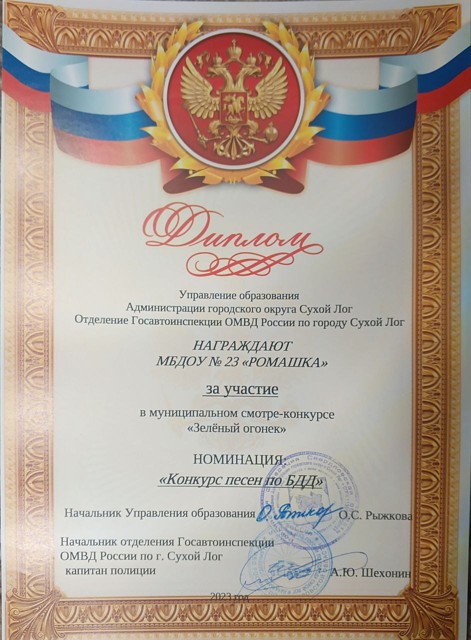 Диплом
Управление образования
Администрации городского округа Сухой Лог
Отделение Госавтоинспекции ОМВД России по городу Сухой Лог
НАГРАЖДАЮТ
МБДОУ № 23 «РОМАШКА»
за участие
в муниципальном смотре-конкурсе
«Зелёный огонек»
НОМИНАЦИЯ:
«Конкурс песен по БДД»
Начальник Управления образования О.С. Рыжкова
Начальник отделения Госавтоинспекции
ОМВД России по г. Сухой Лог
капитан полиции А.Ю. Шехонин
2023 год